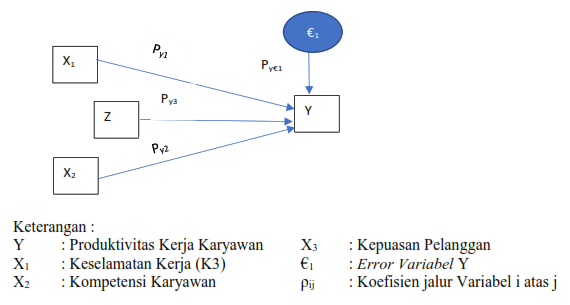 €₁
Pᵧ₁
X₁
Pᵧ€₁
Pᵧ₃
Z
Y
Pᵧ₂
X₂
Keterangan :
Y : Produktivitas Kerja Karyawan X₃ : Kepuasan Pelanggan
X₁ : Keselamatan Kerja (K3) €₁ : Error Variabel Y
X₂ : Kompetensi Karyawan ρij : Koefisien jalur Variabel i atas j